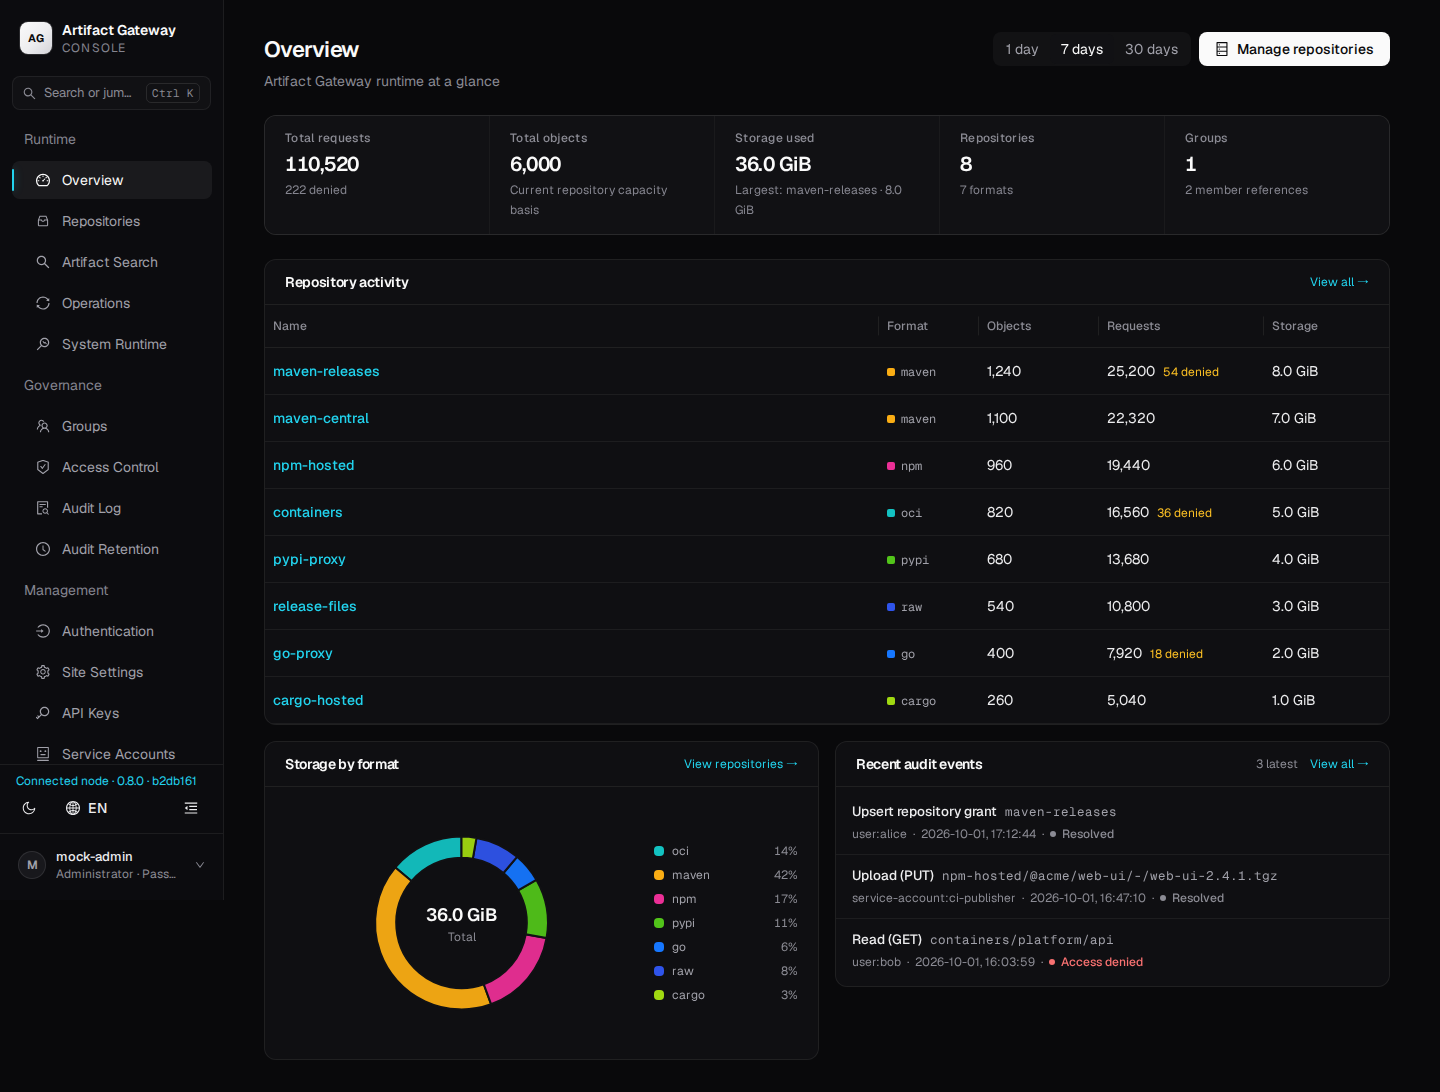 AG
Artifact Gateway
CONSOLE
Search or jum... Ctrl K
Runtime
Overview
Repositories
Artifact Search
Operations
System Runtime
Governance
Groups
Access Control
Audit Log
Audit Retention
Management
Authentication
Site Settings
API Keys
Service Accounts
Connected node · 0.8.0 · b2db161
EN
M
mock-admin
Administrator · Pass...
Overview
Artifact Gateway runtime at a glance
1 day 7 days 30 days Manage repositories
Total requests
110,520
222 denied
Total objects
6,000
Current repository capacity
basis
Storage used
36.0 GiB
Largest: maven-releases · 8.0
GiB
Repositories
8
7 formats
Groups
1
2 member references
Repository activity View all →
Name Format Objects Requests Storage
maven-releases maven 1,240 25,200 54 denied 8.0 GiB
maven-central maven 1,100 22,320 7.0 GiB
npm-hosted npm 960 19,440 6.0 GiB
containers oci 820 16,560 36 denied 5.0 GiB
pypi-proxy pypi 680 13,680 4.0 GiB
release-files raw 540 10,800 3.0 GiB
go-proxy go 400 7,920 18 denied 2.0 GiB
cargo-hosted cargo 260 5,040 1.0 GiB
Storage by format View repositories →
36.0 GiB
Total
oci 14%
maven 42%
npm 17%
pypi 11%
go 6%
raw 8%
cargo 3%
Recent audit events 3 latest View all →
Upsert repository grant maven-releases
user:alice · 2026-10-01, 17:12:44 · Resolved
Upload (PUT) npm-hosted/@acme/web-ui/-/web-ui-2.4.1.tgz
service-account:ci-publisher · 2026-10-01, 16:47:10 · Resolved
Read (GET) containers/platform/api
user:bob · 2026-10-01, 16:03:59 · Access denied